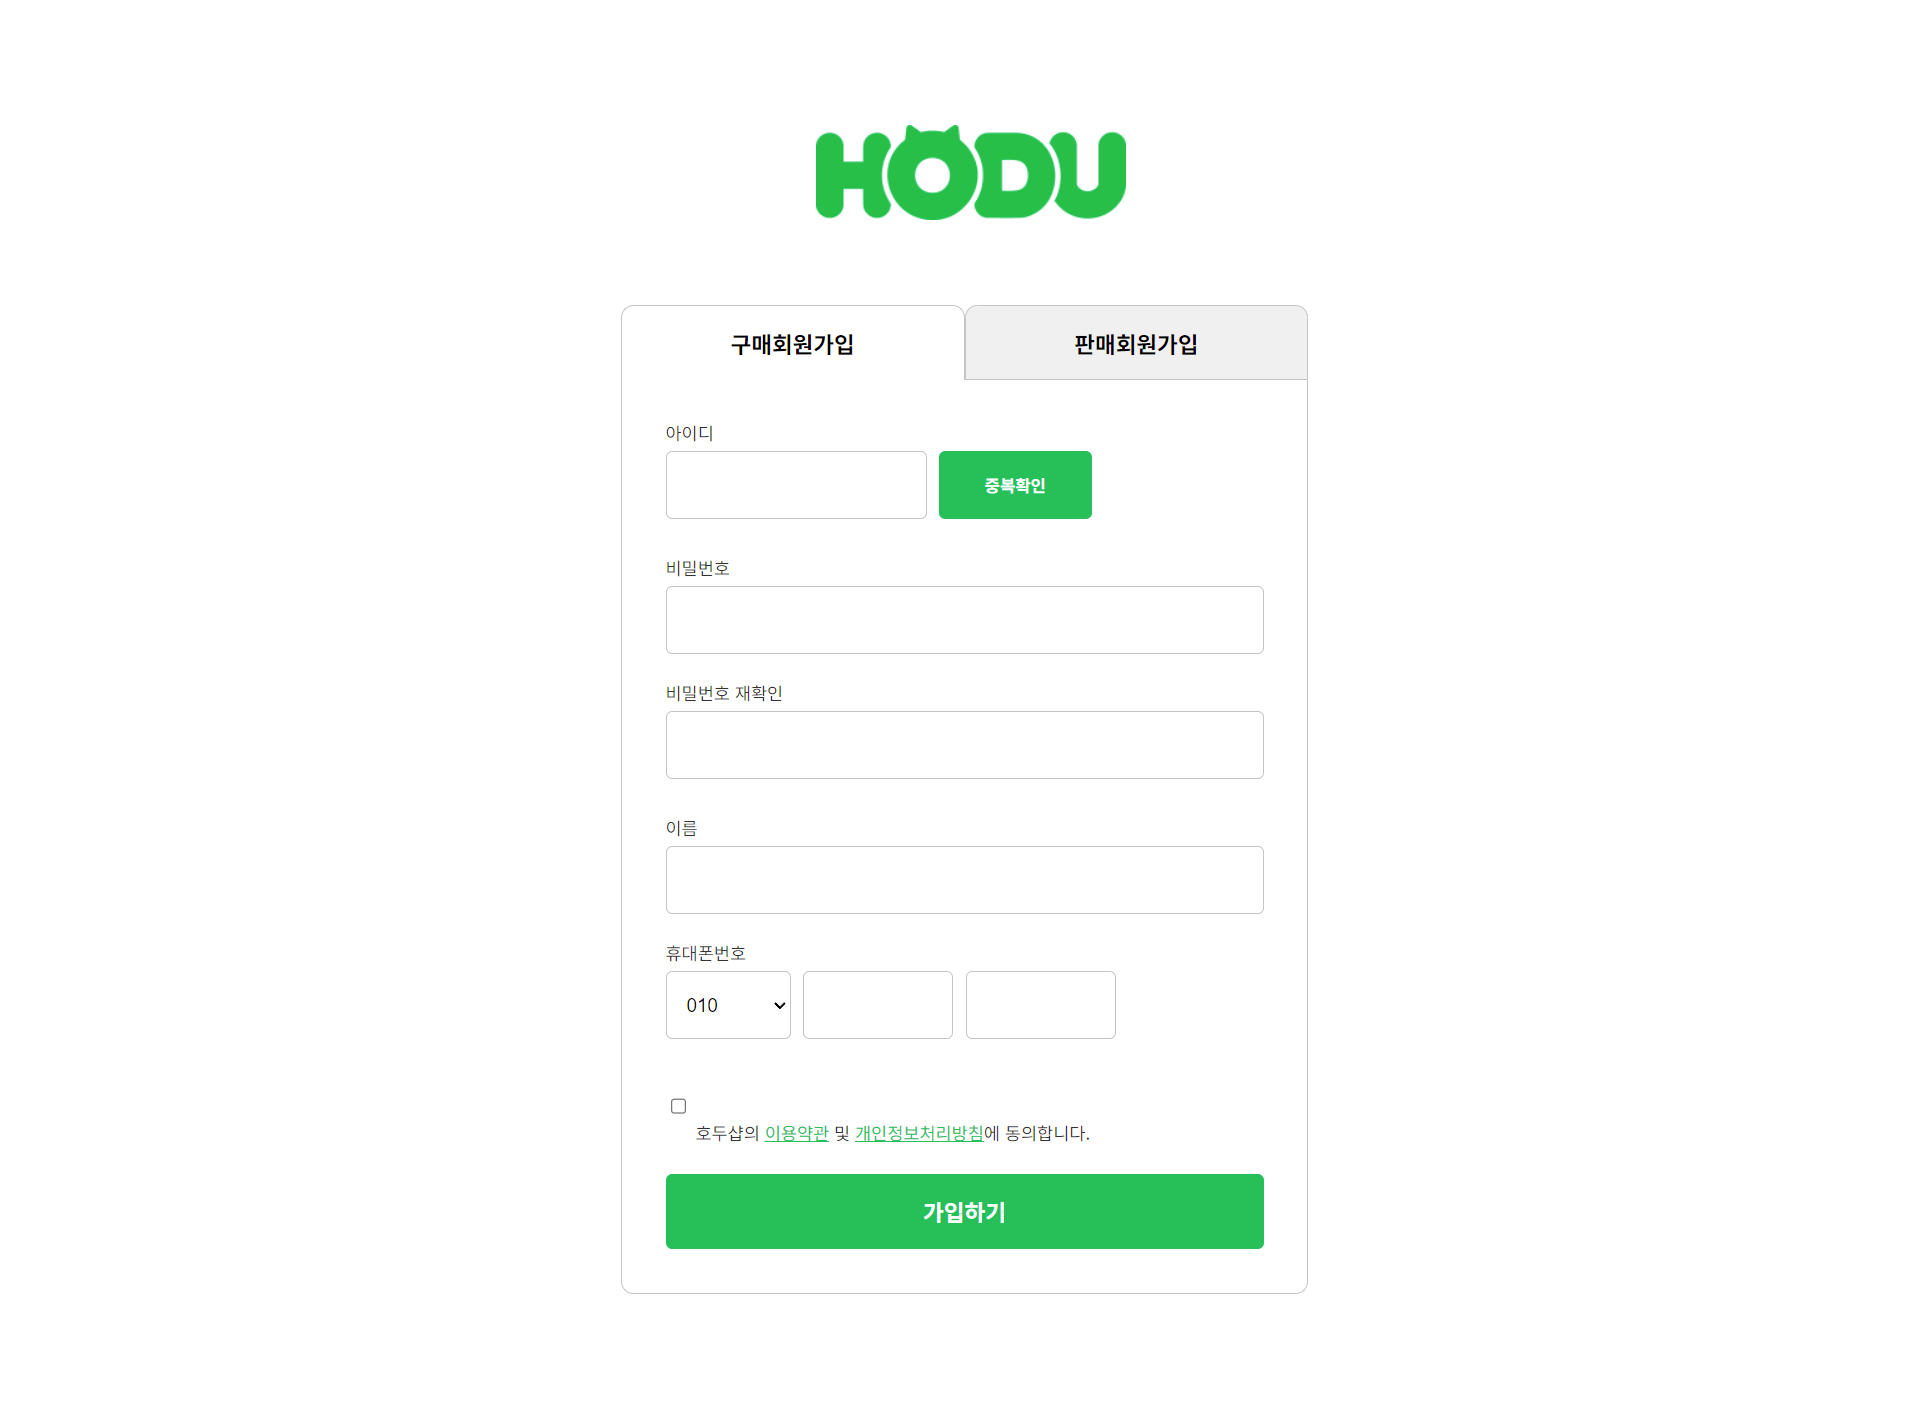 HODU
구매회원가입 판매회원가입
아이디
중복확인
비밀번호
비밀번호 재확인
이름
휴대폰번호
010
호두샵의 이용약관 및 개인정보처리방침에 동의합니다.
가입하기